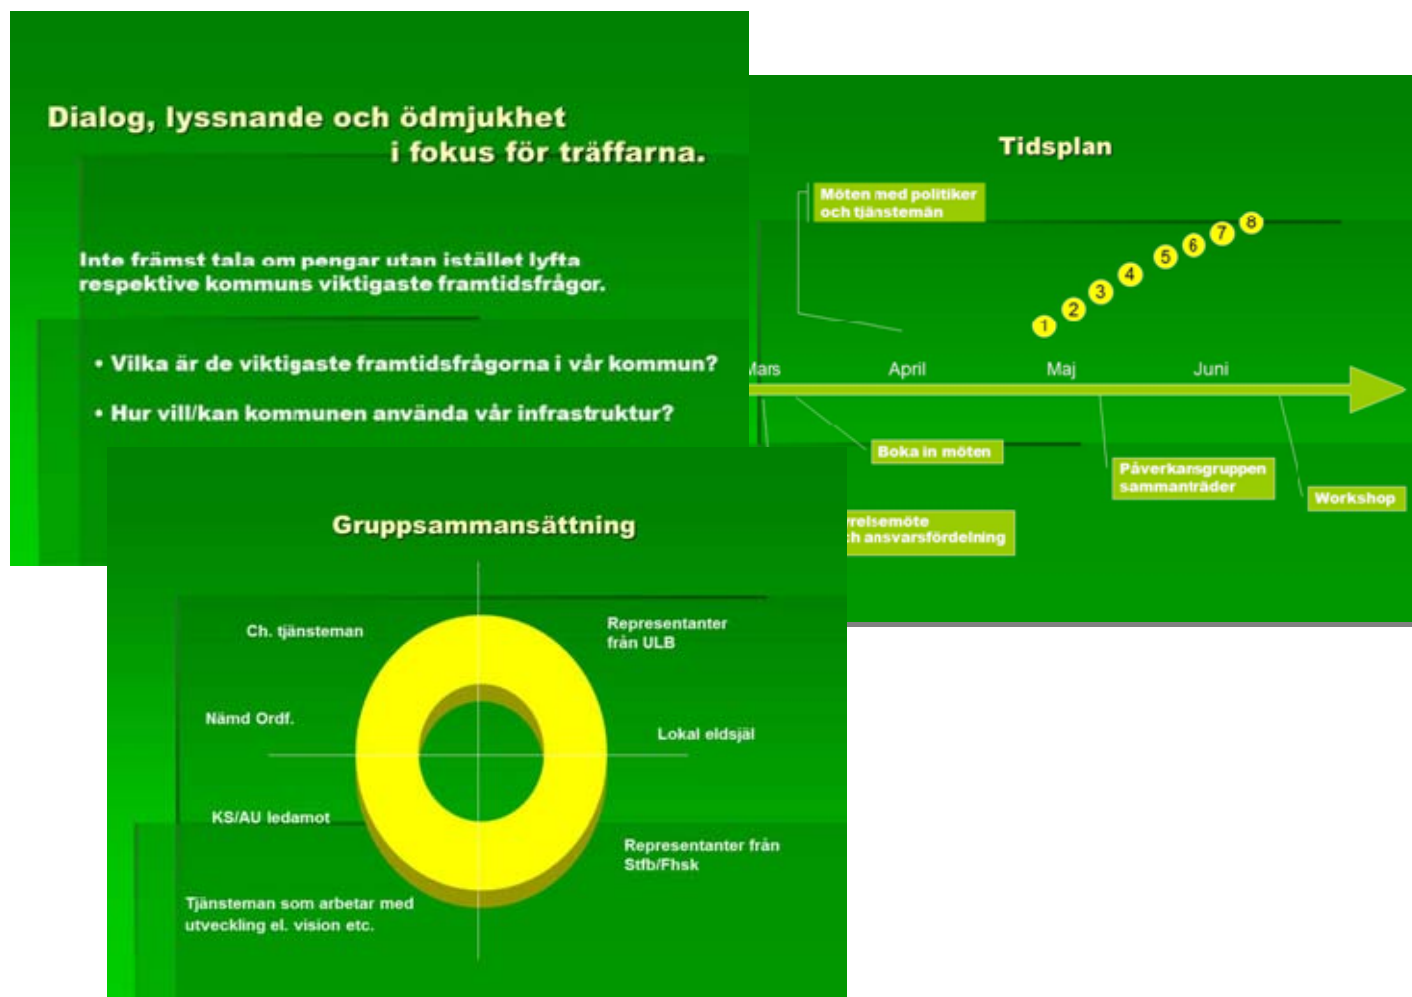 Dialog, lyssnande och ödmjukhet
i fokus för träffarna.
Inte främst tala om pengar utan istället lyfta
respektive kommuns viktigaste framtidsfrågor.
• Vilka är de viktigaste framtidsfrågorna i vår kommun?
• Hur vill/kan kommunen använda vår infrastruktur?
Tidsplan
Möten med politiker
och tjänstemän
1
2
3
4
5
6
7
8
April
Maj
Juni
Boka in möten
Påverkansgruppen
sammanträder
Workshop
ansvarsfördelning
Gruppsammansättning
Ch. tjänsteman
Representanter
från ULB
Nämd Ordf.
Lokal eldsjäl
KS/AU ledamot
Representanter från
Stfb/Fhsk
Tjänsteman som arbetar med
utveckling el. vision etc.